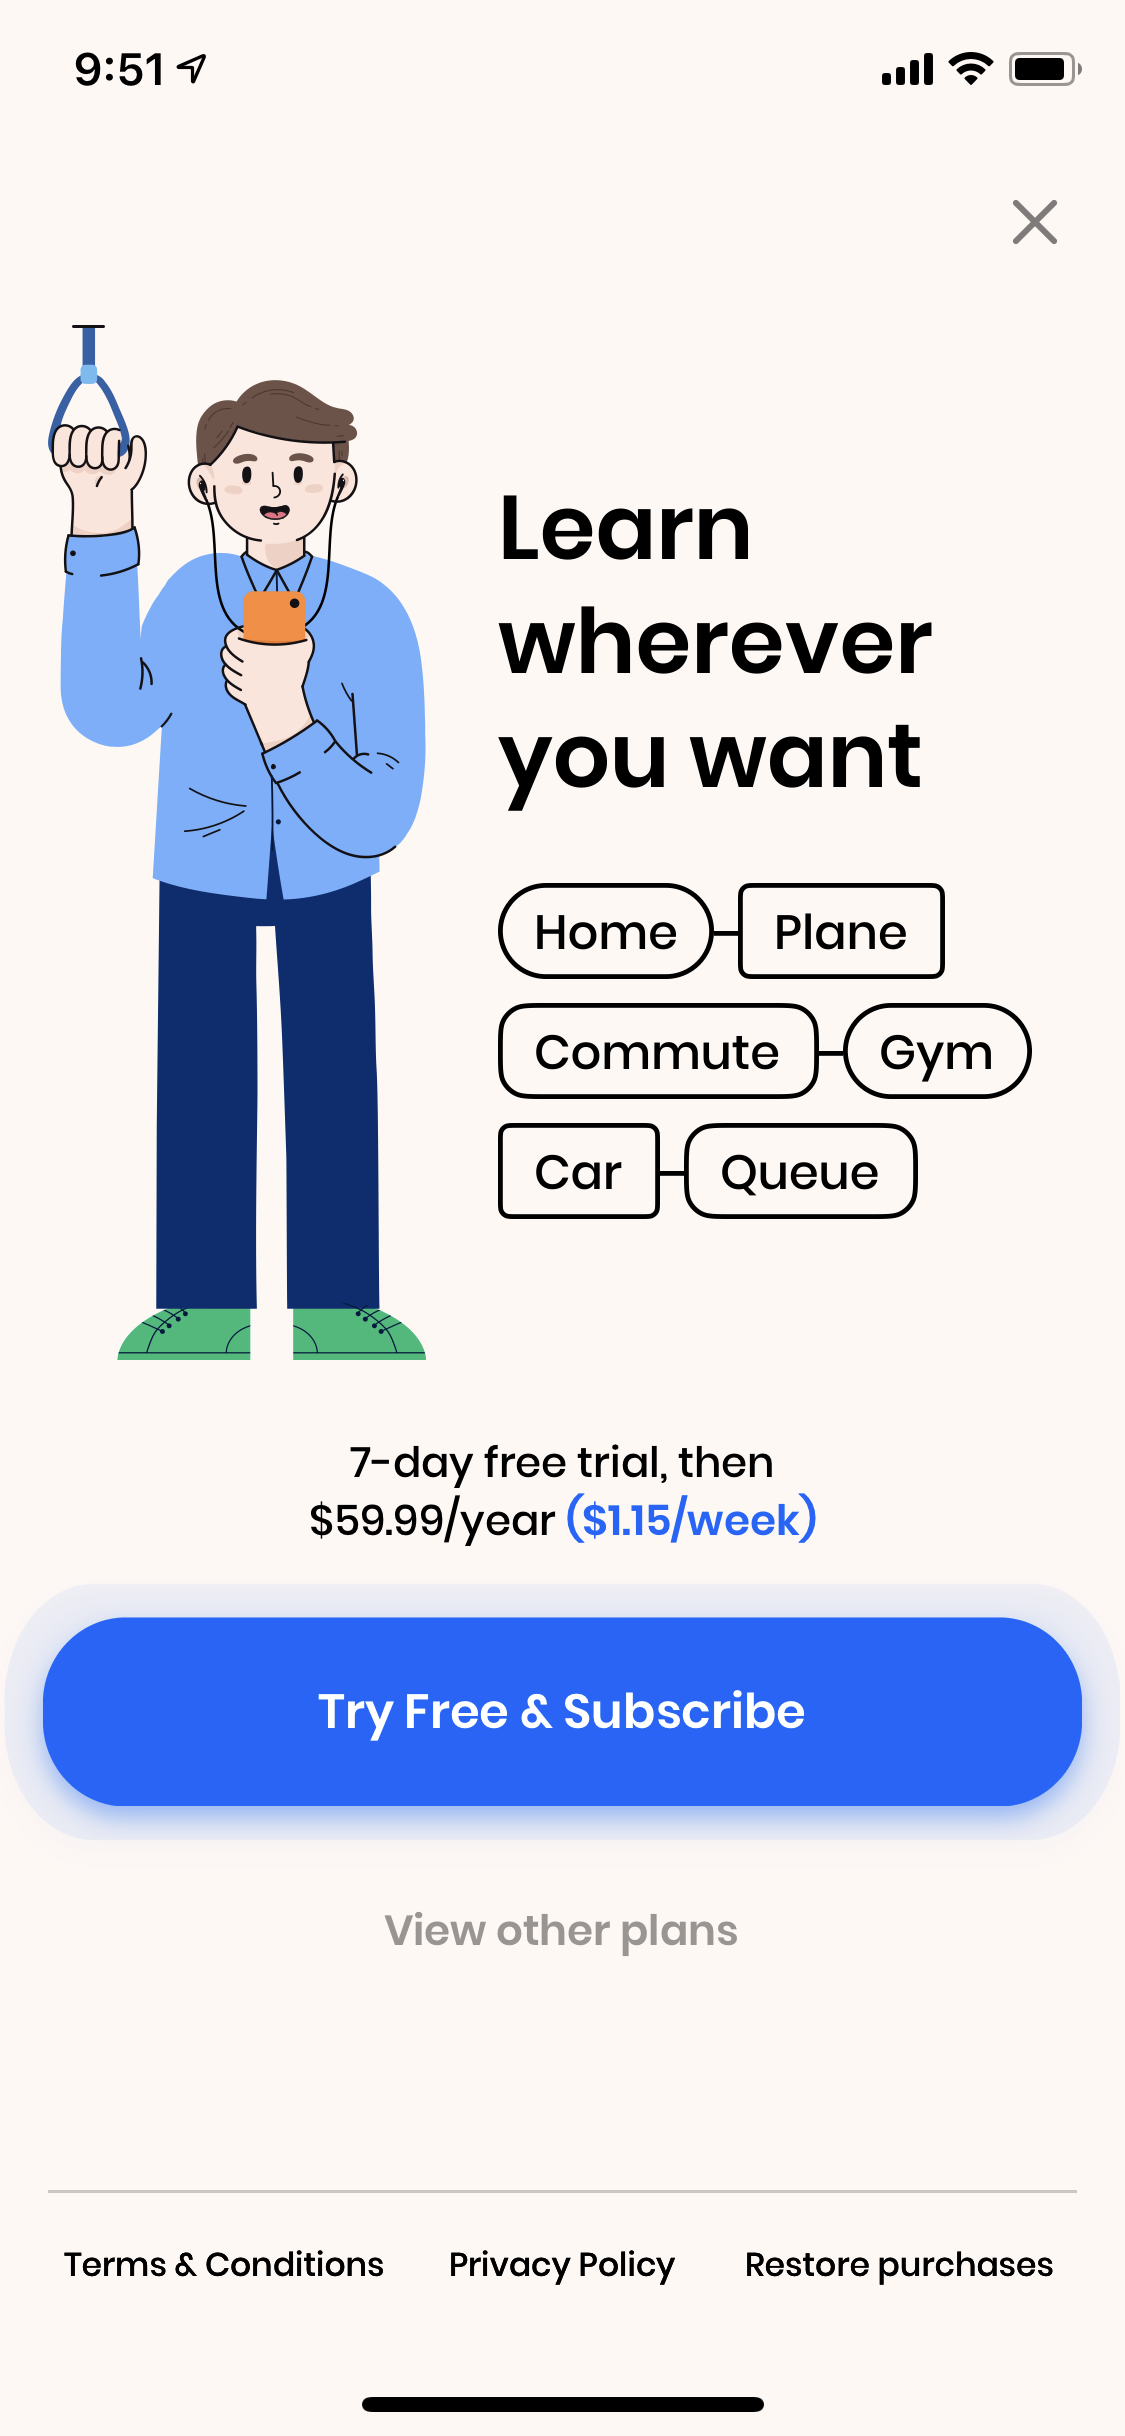 9:51
Learn
wherever
you want
Home Plane
Commute Gym
Car Queue
7-day free trial, then
$59.99/year ($1.15/week)
Try Free & Subscribe
View other plans
Terms & Conditions Privacy Policy Restore purchases